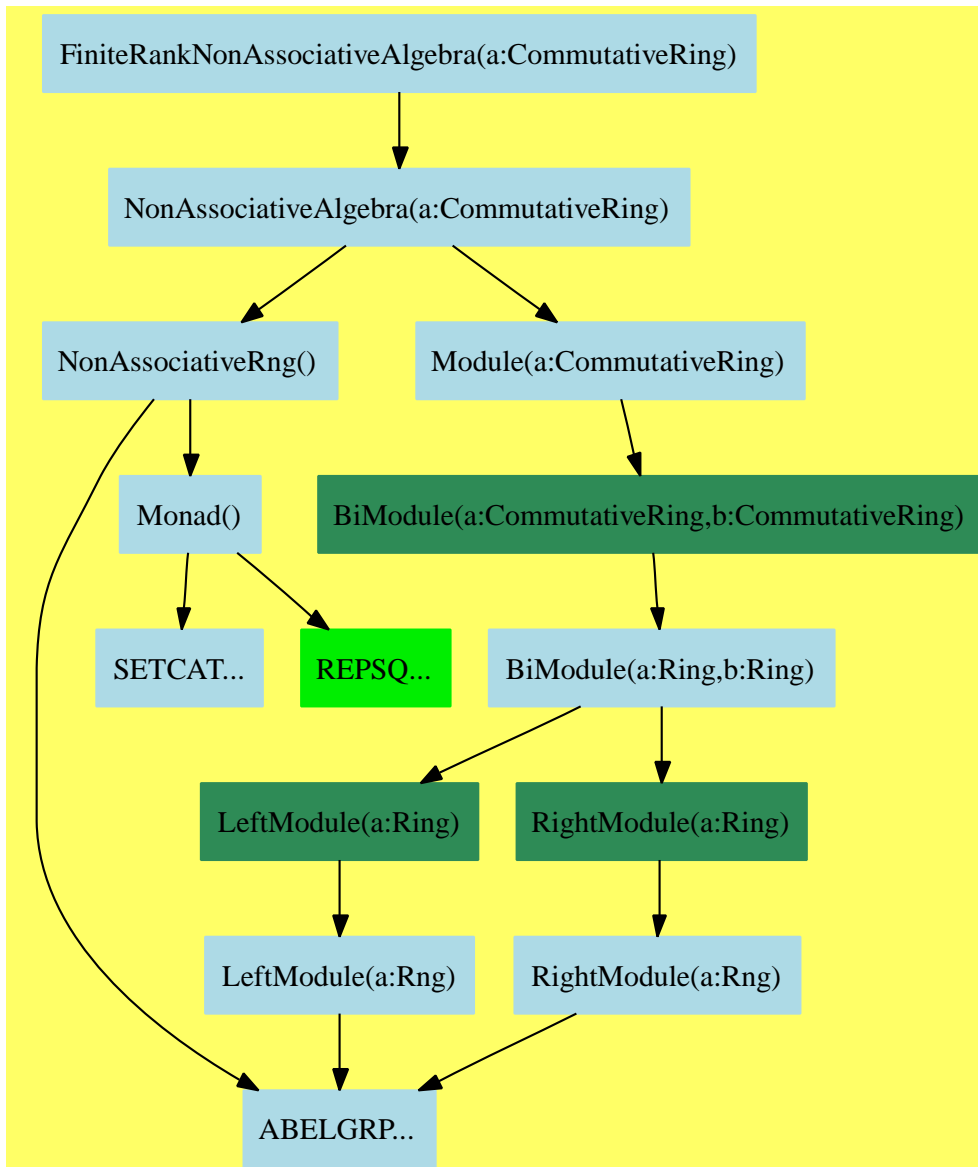 FiniteRankNonAssociativeAlgebra(a:CommutativeRing)
NonAssociativeAlgebra(a:CommutativeRing)
NonAssociativeRng()
Module(a:CommutativeRing)
Monad()
BiModule(a:CommutativeRing,b:CommutativeRing)
SETCAT...
REPSQ...
BiModule(a:Ring,b:Ring)
LeftModule(a:Ring)
RightModule(a:Ring)
LeftModule(a:Rng)
RightModule(a:Rng)
ABELGRP...